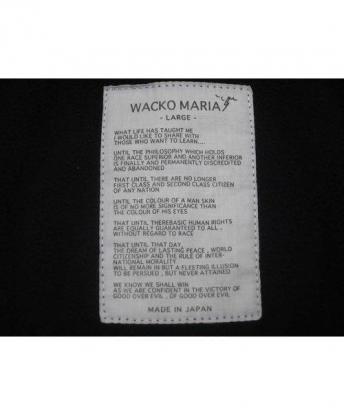 WACKO MARIA
- LARGE -
WHAT LIFE HAS TAUGHT ME
I WOULD LIKE TO SHARE WITH
THOSE WHO WANT TO LEARN....
UNTIL THE PHILOSOPHY WHICH HOLDS
ONE RACE SUPERIOR AND ANOTHER INFERIOR
IS FINALLY AND PERMANENTLY DISCREDITED
AND ABANDONED
THAT UNTIL THERE ARE NO LONGER
FIRST CLASS AND SECOND CLASS CITIZEN
OF ANY NATION
UNTIL THE COLOUR OF A MAN SKIN
IS OF NO MORE SIGNIFICANCE THAN
THE COLOUR OF HIS EYES
THAT UNTIL THEREBASIC HUMAN RIGHTS
ARE EQUALLY GUARANTEED TO ALL .
WITHOUT REGARD TO RACE
THAT UNTIL THAT DAY
THE DREAM OF LASTING PEACE , WORLD
CITIZENSHIP AND THE RULE OF INTER-
NATIONAL MORALITY
WILL REMAIN IN BUT A FLESTING ILLUSION
TO BE PERSUED , BUT NEVER ATTAINED
WE KNOW WE SHALL WIN
AS WE ARE CONFIDENT IN THE VICTORY OF
GOOD OVER EVIL , OF GOOD OVER EVIL
MADE IN JAPAN